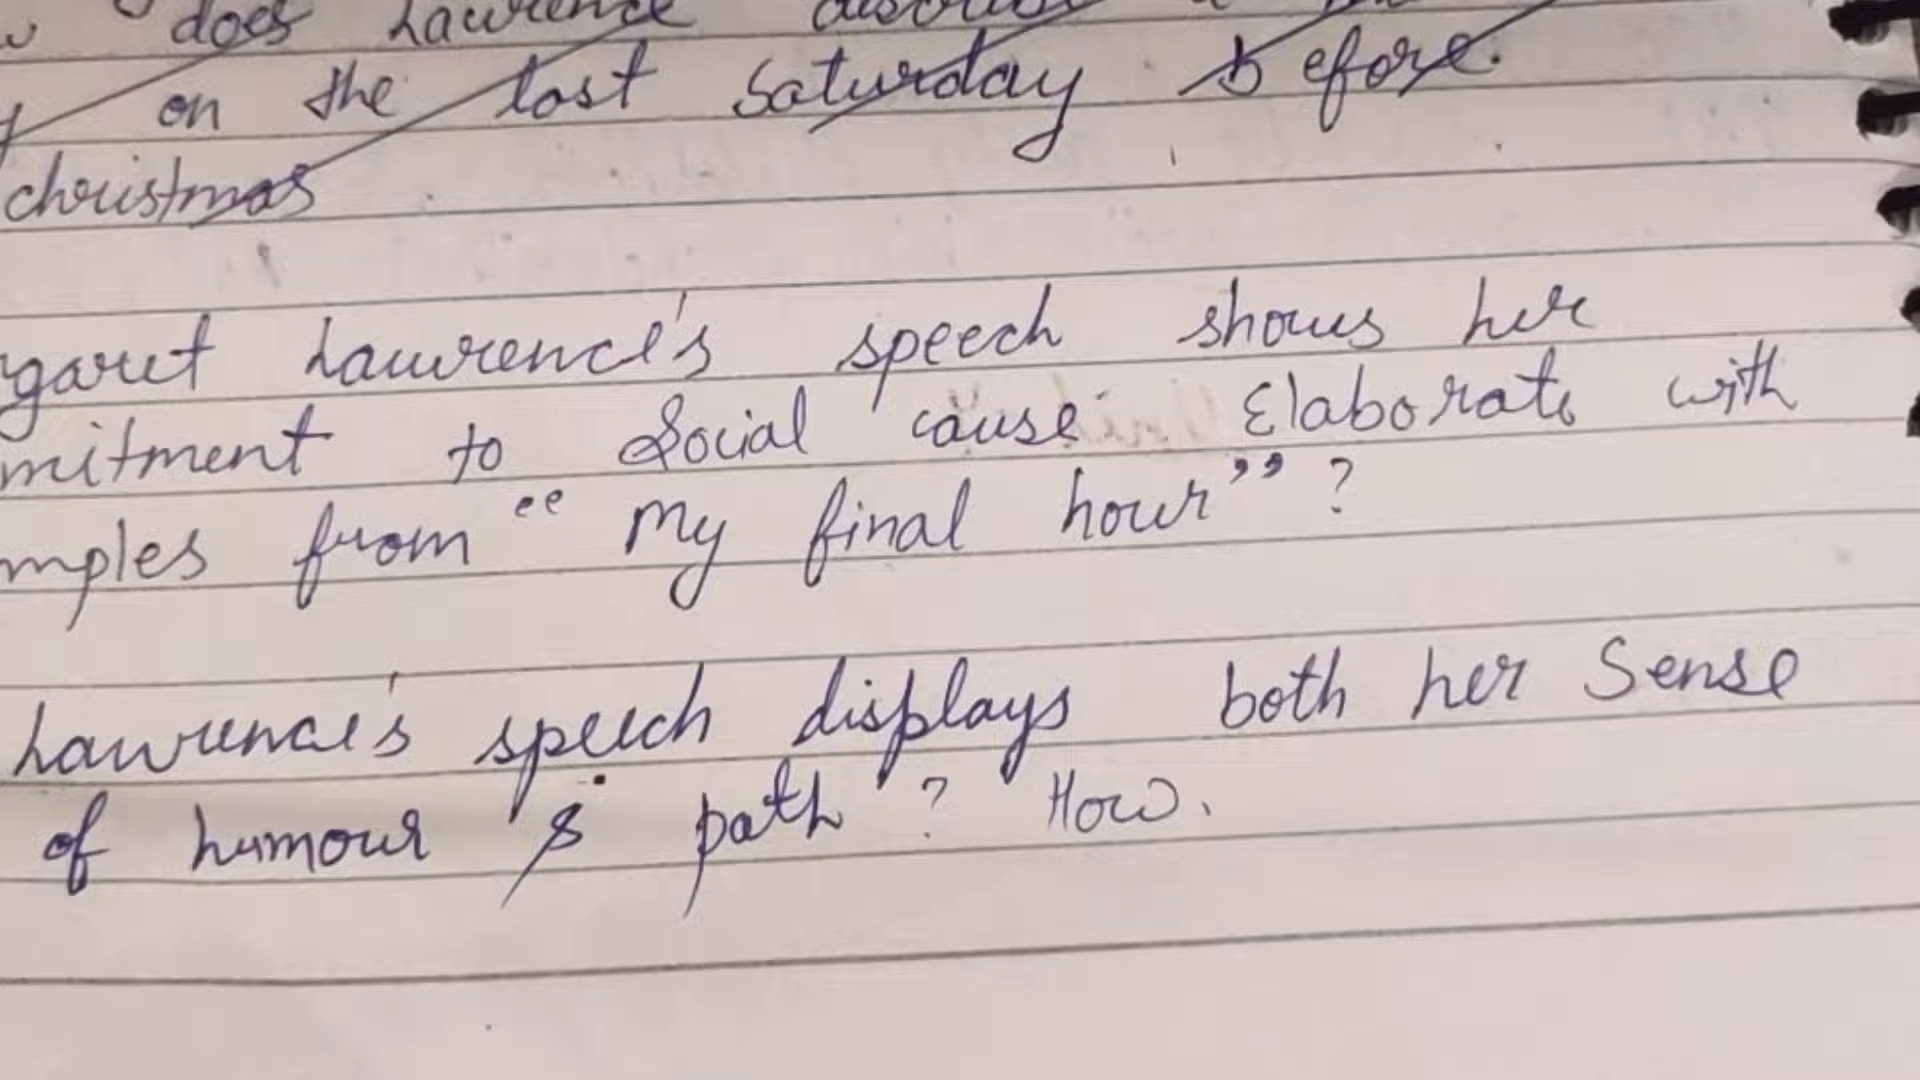 does Lawrence
on the last Saturday before.
christmas
garet Lawrence's speech shows her
mitment to Social cause Elaborate with
mples from "My final hour"?
Lawrence's speech displays both her Sense
of humour & path? How.